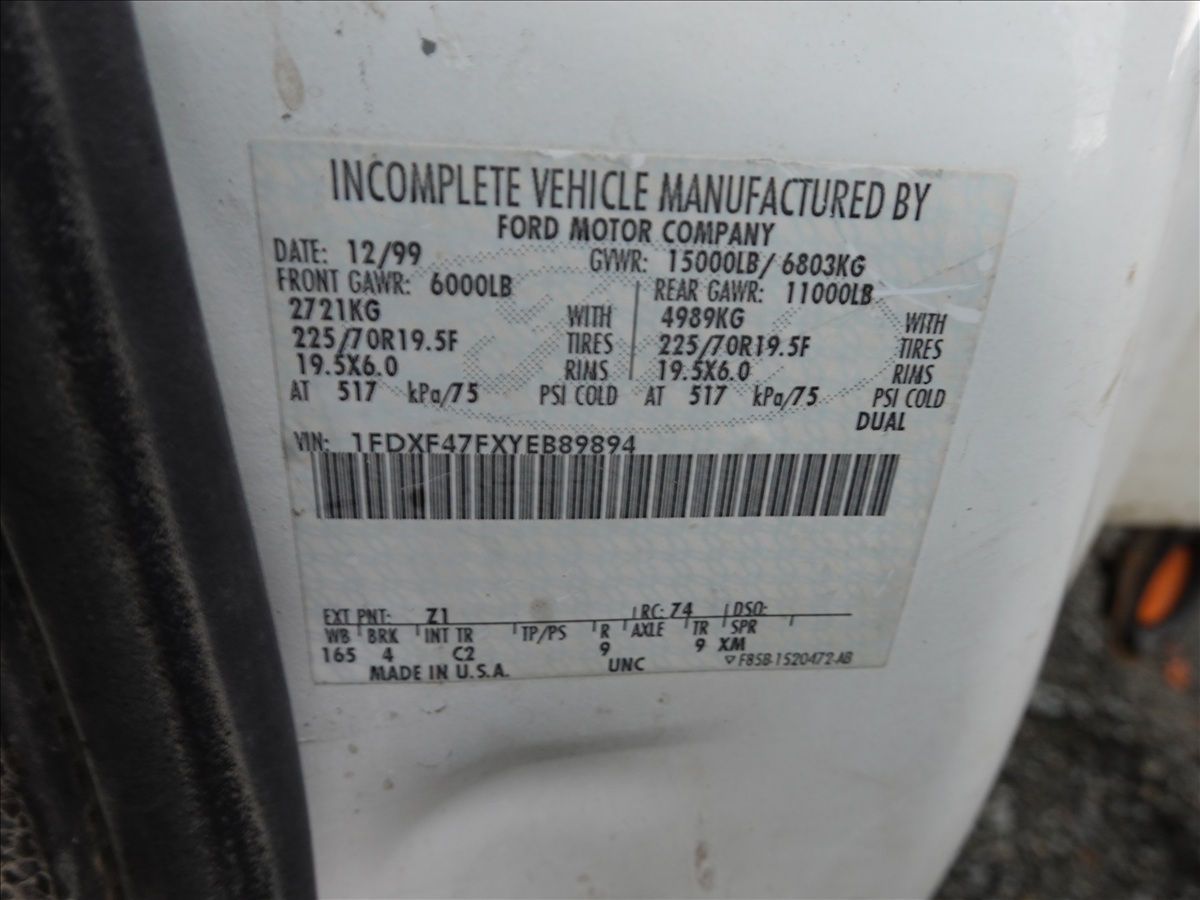 INCOMPLETE VEHICLE MANUFACTURED BY
FORD MOTOR COMPANY
DATE: 12/99 GVWR: 15000LB/ 6803KG
FRONT GAWR: 6000LB REAR GAWR: 11000LB
2721KG WITH 4989KG WITH
225/70R19.5F TIRES 225/70R19.5F TIRES
19.5X6.0 RIMS 19.5X6.0 RIMS
AT 517 kPa/75 PSI COLD AT 517 kPa/75 PSI COLD
DUAL
VIN: 1FDXF47FXYEB89894
EXT PNT: Z1 RC: 74 DSO:
WB BRK INT TR TP/PS R AXLE TR SPR
165 4 C2 9 9 XM
MADE IN U.S.A. UNC F85B-1520472-AB